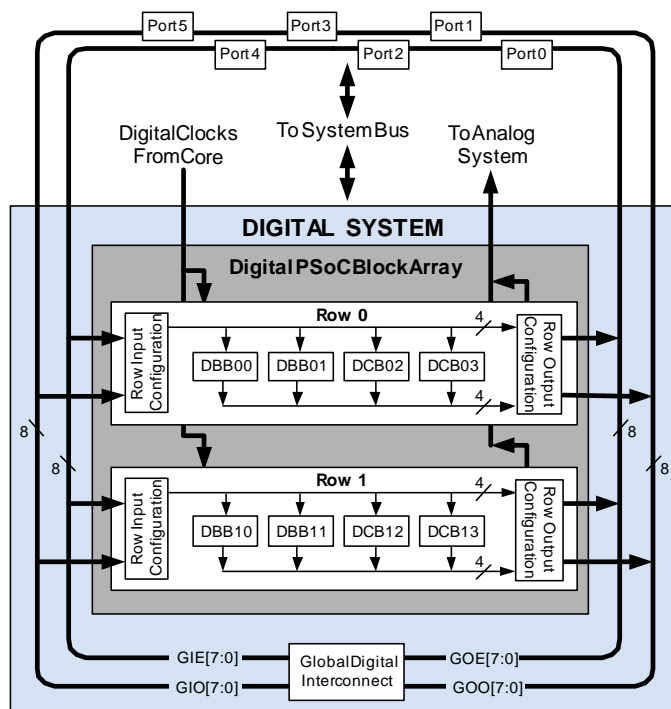 Port5
Port3
Port1
Port4
Port2
Port0
DigitalClocks
FromCore
ToSystemBus
ToAnalog
System
DIGITAL SYSTEM
DigitalPSoCBlockArray
Row 0
4
Row Input
Configuration
DBB00
DBB01
DCB02
DCB03
4
Row Output
Configuration
8
8
8
8
Row 1
4
Row Input
Configuration
DBB10
DBB11
DCB12
DCB13
4
Row Output
Configuration
GIE[7:0]
GIO[7:0]
GlobalDigital
Interconnect
GOE[7:0]
GOO[7:0]